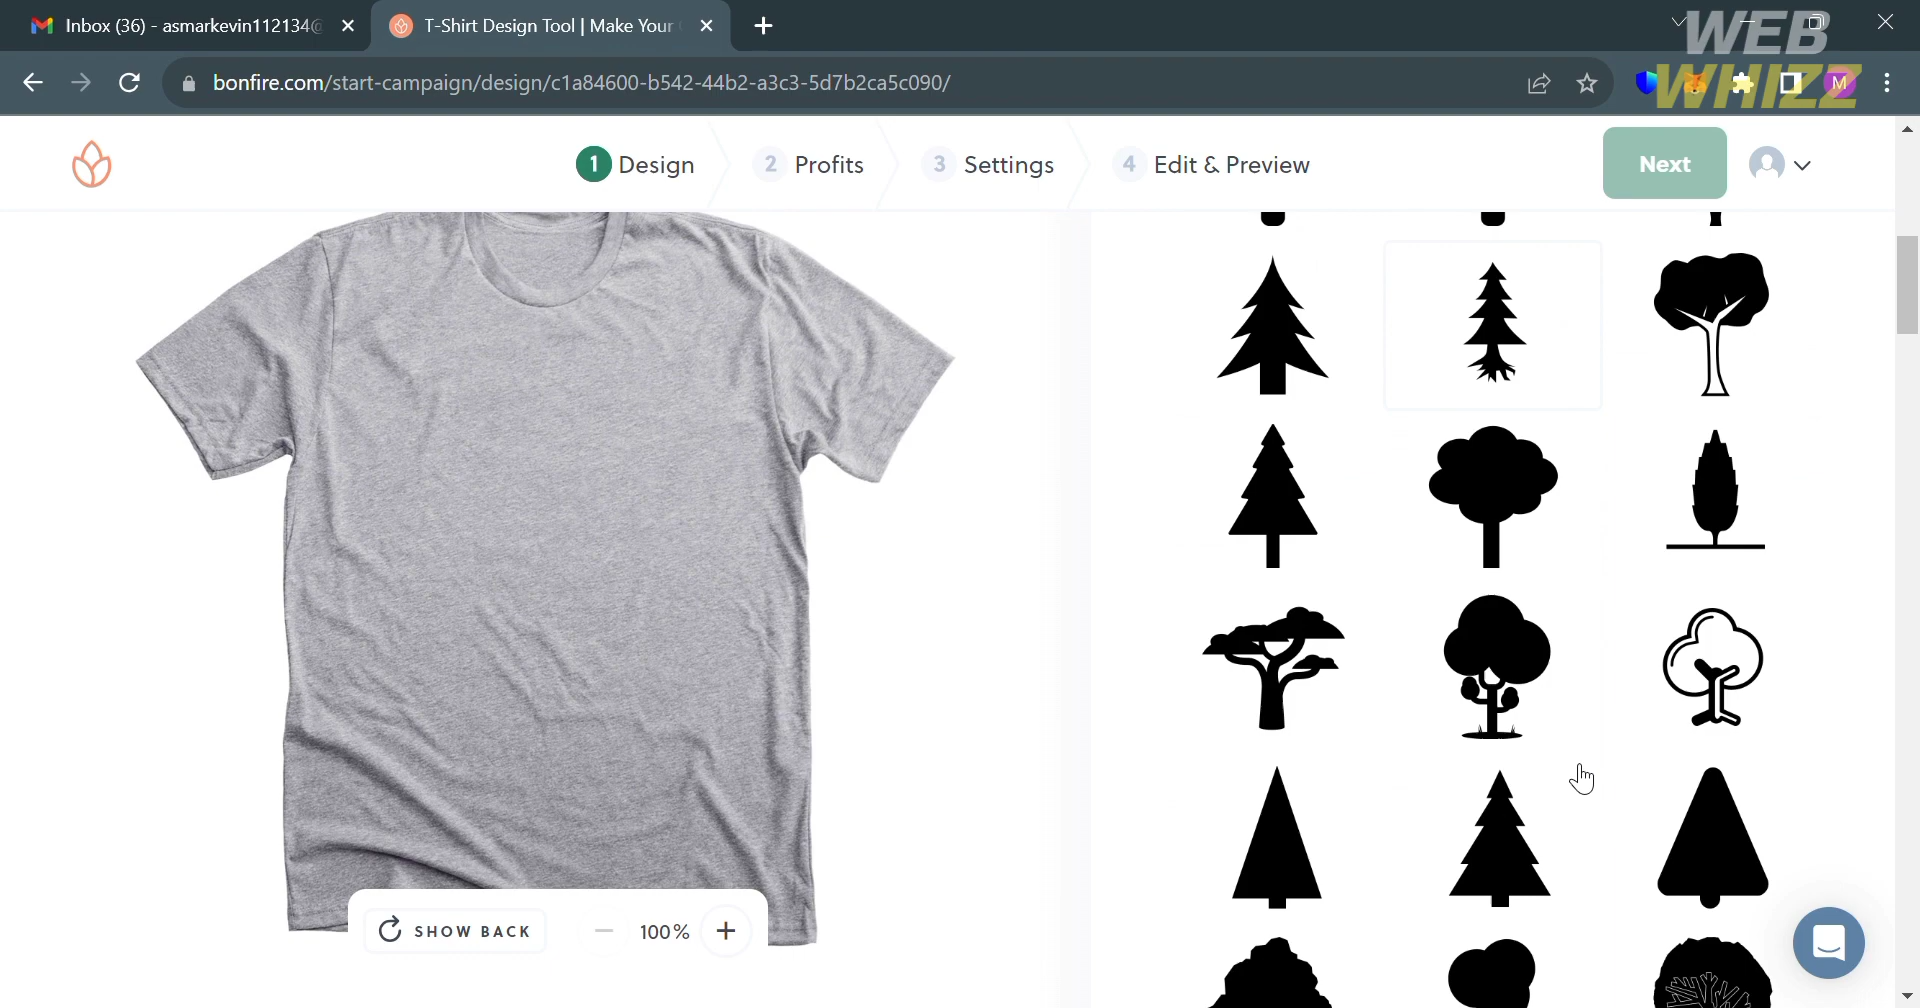 Inbox (36) - asmarkevin112134@
T-Shirt Design Tool | Make Your
WEB
WHIZZ
bonfire.com/start-campaign/design/c1a84600-b542-44b2-a3c3-5d7b2ca5c090/
M
1 Design
2 Profits
3 Settings
4 Edit & Preview
Next
SHOW BACK
100%